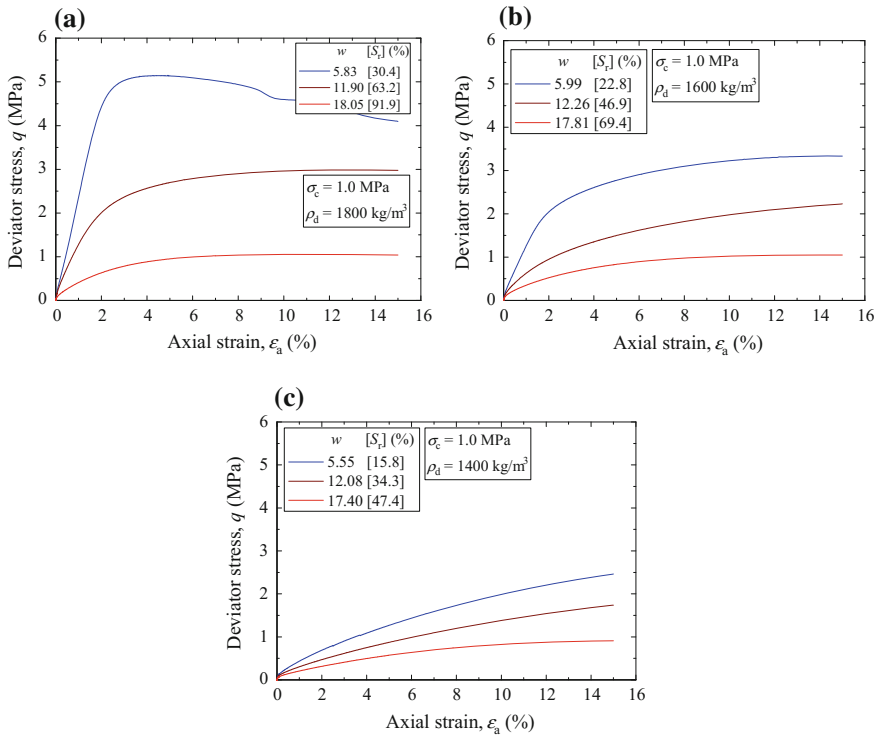 (a)
Deviator stress, q (MPa)
6
5
4
3
2
1
0
w [Sᵣ] (%)
5.83 [30.4]
11.90 [63.2]
18.05 [91.9]
σc = 1.0 MPa
ρd = 1800 kg/m³
0 2 4 6 8 10 12 14 16
Axial strain, εa (%)
(b)
Deviator stress, q (MPa)
6
5
4
3
2
1
0
w [Sᵣ] (%)
5.99 [22.8]
12.26 [46.9]
17.81 [69.4]
σc = 1.0 MPa
ρd = 1600 kg/m³
0 2 4 6 8 10 12 14 16
Axial strain, εa (%)
(c)
Deviator stress, q (MPa)
6
5
4
3
2
1
0
w [Sᵣ] (%)
5.55 [15.8]
12.08 [34.3]
17.40 [47.4]
σc = 1.0 MPa
ρd = 1400 kg/m³
0 2 4 6 8 10 12 14 16
Axial strain, εa (%)